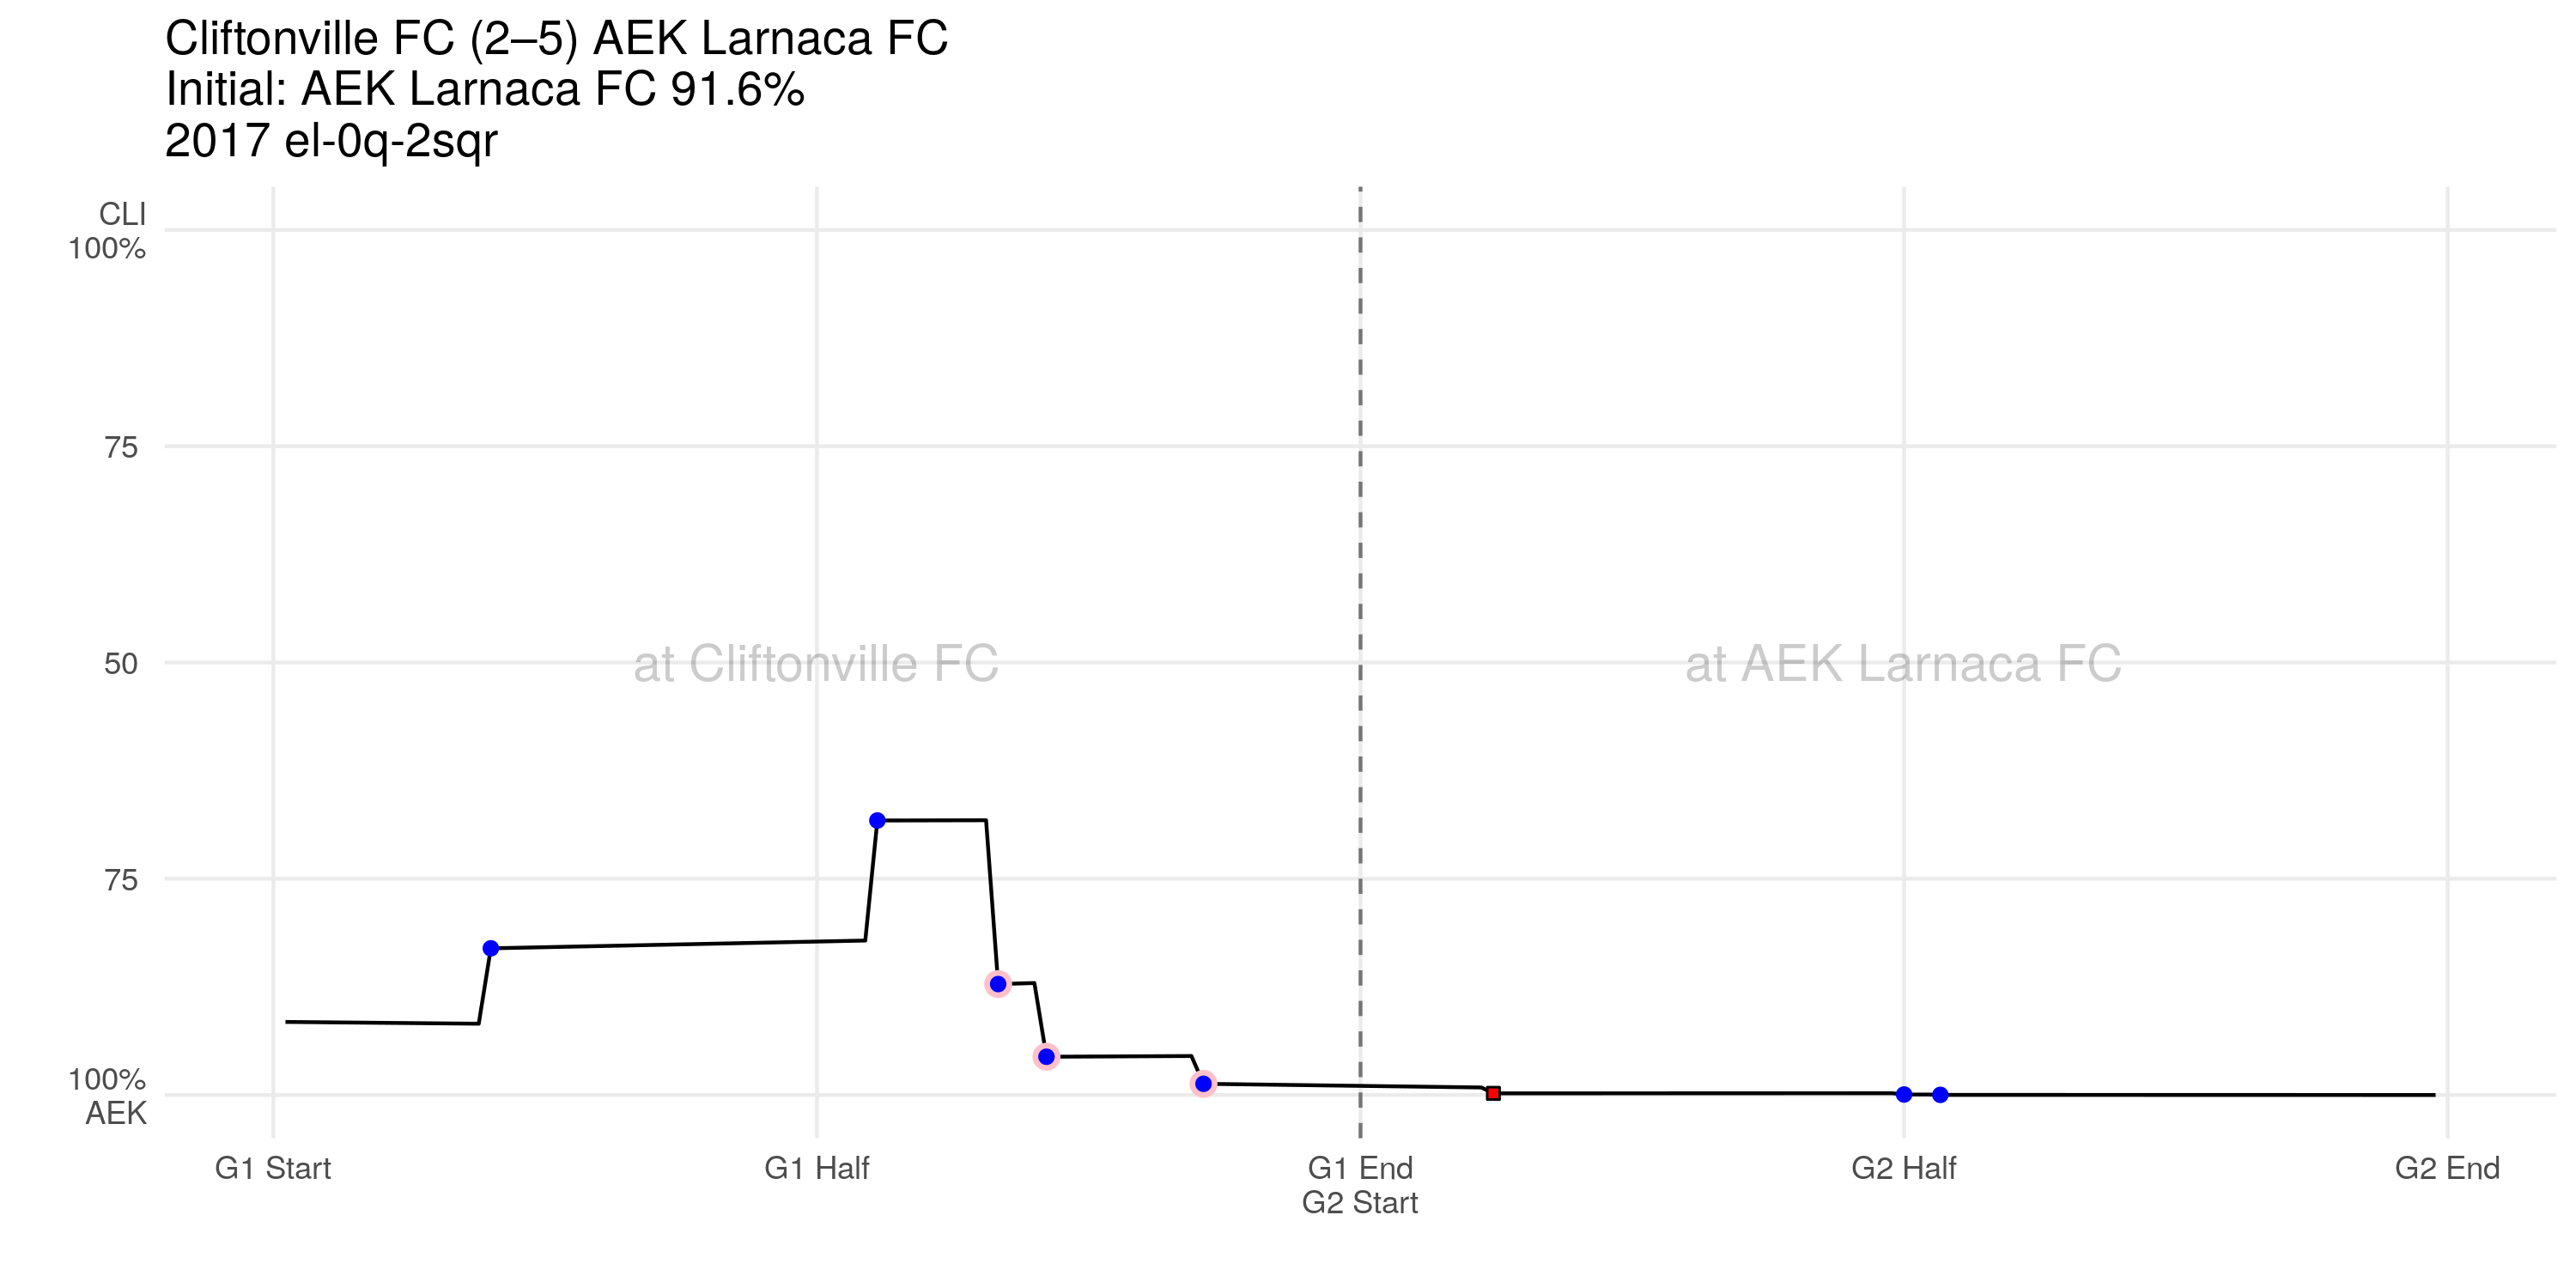 Cliftonville FC (2–5) AEK Larnaca FC
Initial: AEK Larnaca FC 91.6%
2017 el-0q-2sqr
CLI
100%
75
50
75
100%
AEK
at Cliftonville FC
at AEK Larnaca FC
G1 Start
G1 Half
G1 End
G2 Start
G2 Half
G2 End